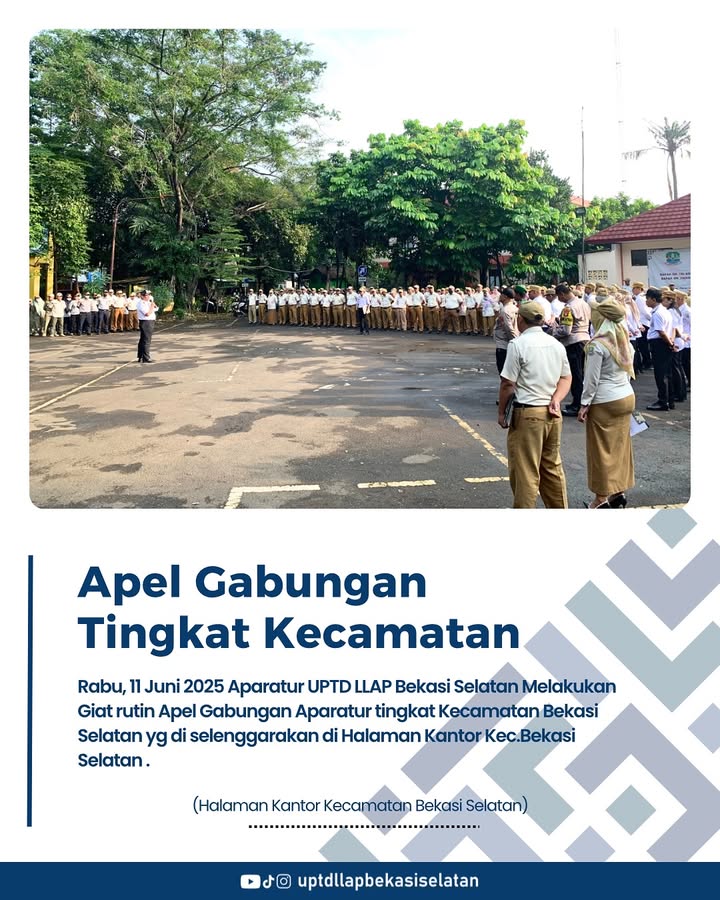 Apel Gabungan
Tingkat Kecamatan
Rabu, 11 Juni 2025 Aparatur UPTD LLAP Bekasi Selatan Melakukan
Giat rutin Apel Gabungan Aparatur tingkat Kecamatan Bekasi
Selatan yg di selenggarakan di Halaman Kantor Kec.Bekasi
Selatan .
(Halaman Kantor Kecamatan Bekasi Selatan)
uptdllapbekasiselatan